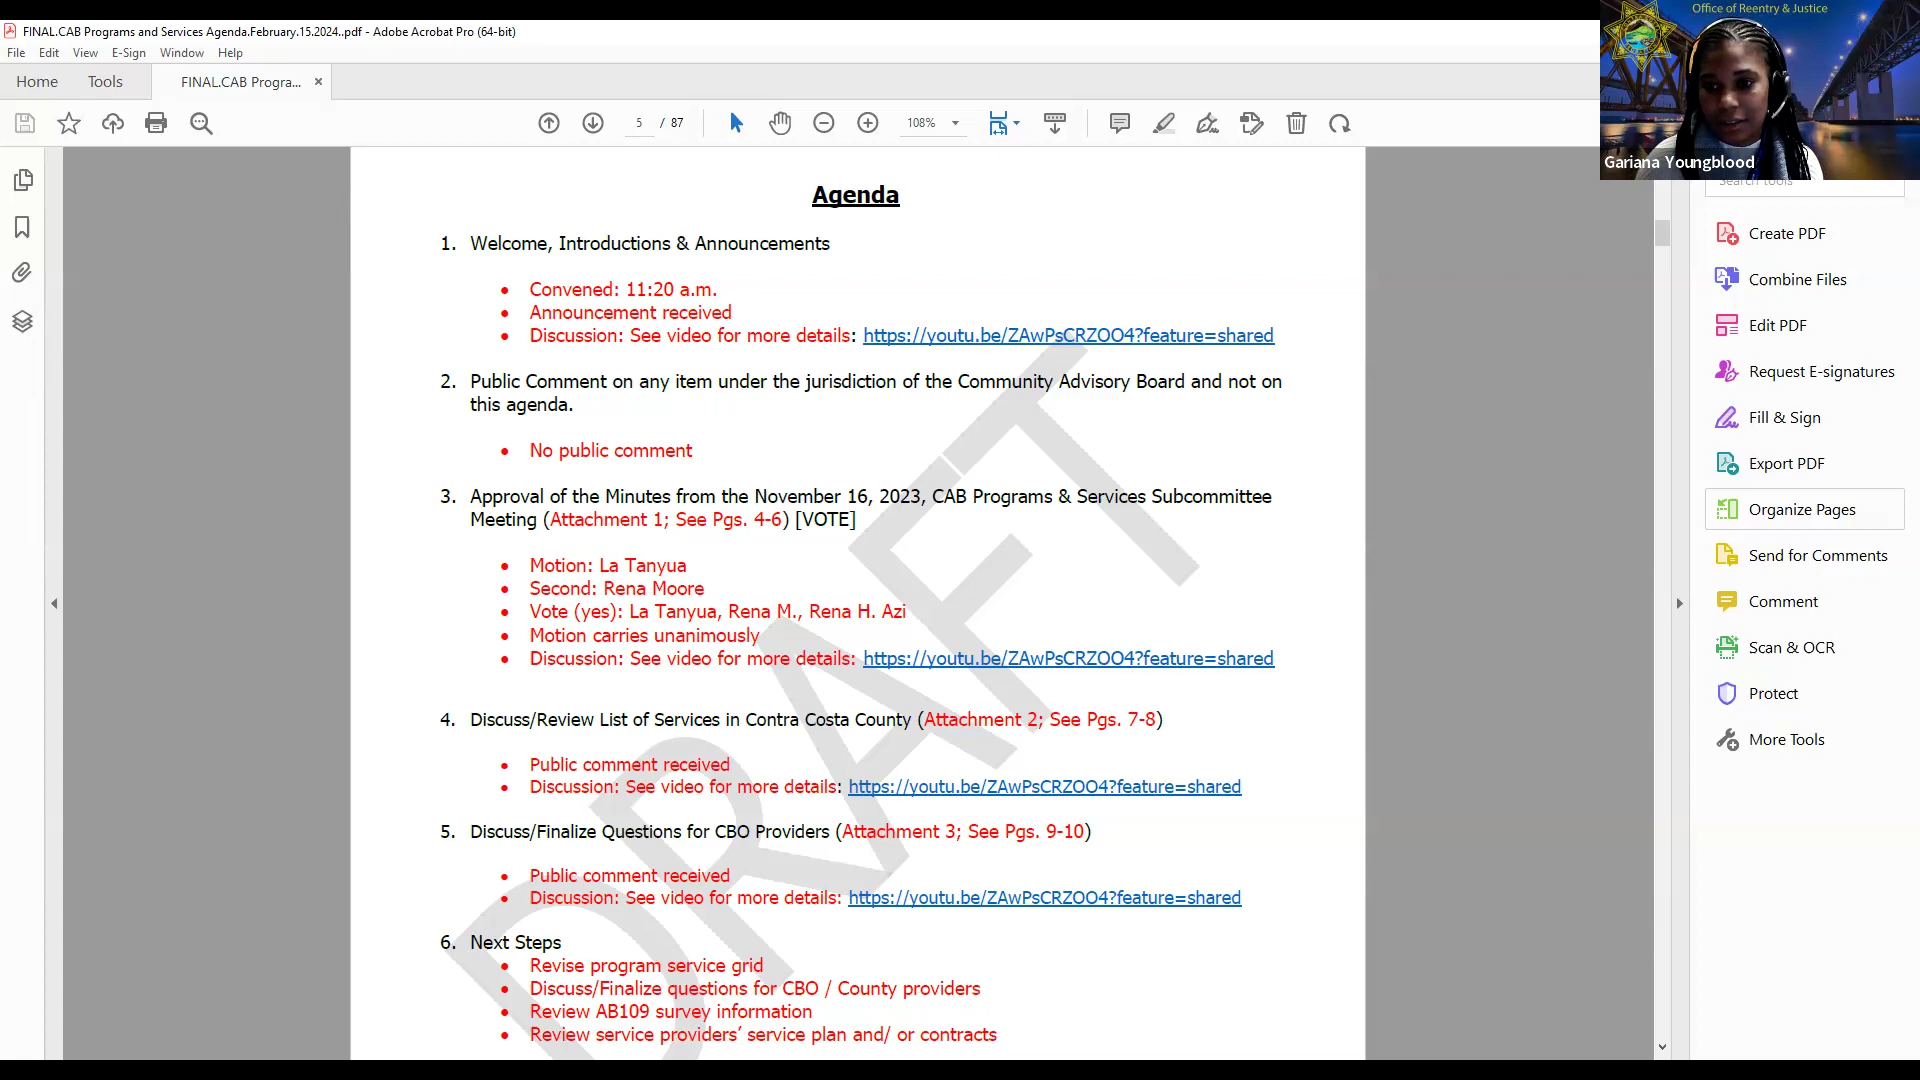 FINAL.CAB Programs and Services Agenda.February.15.2024..pdf - Adobe Acrobat Pro (64-bit)
File Edit View E-Sign Window Help
Home Tools FINAL.CAB Progra... ×
5 / 87 108%
Office of Reentry & Justice
Gariana Youngblood
Agenda
1. Welcome, Introductions & Announcements
• Convened: 11:20 a.m.
• Announcement received
• Discussion: See video for more details: https://youtu.be/ZAwPsCRZOO4?feature=shared
2. Public Comment on any item under the jurisdiction of the Community Advisory Board and not on
this agenda.
• No public comment
3. Approval of the Minutes from the November 16, 2023, CAB Programs & Services Subcommittee
Meeting (Attachment 1; See Pgs. 4-6) [VOTE]
• Motion: La Tanyua
• Second: Rena Moore
• Vote (yes): La Tanyua, Rena M., Rena H. Azi
• Motion carries unanimously
• Discussion: See video for more details: https://youtu.be/ZAwPsCRZOO4?feature=shared
4. Discuss/Review List of Services in Contra Costa County (Attachment 2; See Pgs. 7-8)
• Public comment received
• Discussion: See video for more details: https://youtu.be/ZAwPsCRZOO4?feature=shared
5. Discuss/Finalize Questions for CBO Providers (Attachment 3; See Pgs. 9-10)
• Public comment received
• Discussion: See video for more details: https://youtu.be/ZAwPsCRZOO4?feature=shared
6. Next Steps
• Revise program service grid
• Discuss/Finalize questions for CBO / County providers
• Review AB109 survey information
• Review service providers’ service plan and/ or contracts
DRAFT
Search tools
Create PDF
Combine Files
Edit PDF
Request E-signatures
Fill & Sign
Export PDF
Organize Pages
Send for Comments
Comment
Scan & OCR
Protect
More Tools